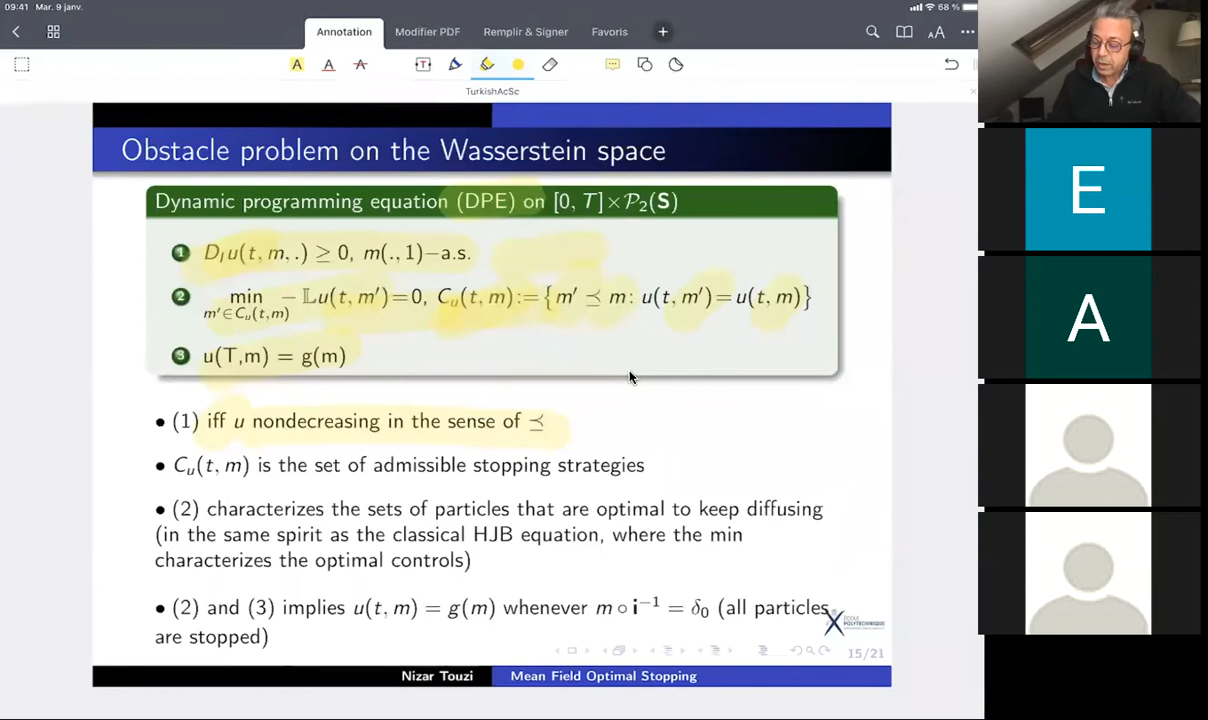 09:41 Mar. 9 janv.
68 %
Annotation Modifier PDF Remplir & Signer Favoris
TurkishAcSc
Obstacle problem on the Wasserstein space
Dynamic programming equation (DPE) on [0, T]×𝒫₂(S)
1 D_I u(t, m, .) ≥ 0, m(., 1)−a.s.
2 min_{m′∈C_u(t,m)} −𝕃u(t, m′)=0, C_u(t, m):={m′ ⪯ m: u(t, m′)=u(t, m)}
3 u(T,m) = g(m)
• (1) iff u nondecreasing in the sense of ⪯
• C_u(t, m) is the set of admissible stopping strategies
• (2) characterizes the sets of particles that are optimal to keep diffusing
(in the same spirit as the classical HJB equation, where the min
characterizes the optimal controls)
• (2) and (3) implies u(t, m) = g(m) whenever m ∘ i⁻¹ = δ₀ (all particles
are stopped)
ÉCOLE
POLYTECHNIQUE
15/21
Nizar Touzi Mean Field Optimal Stopping
E
A